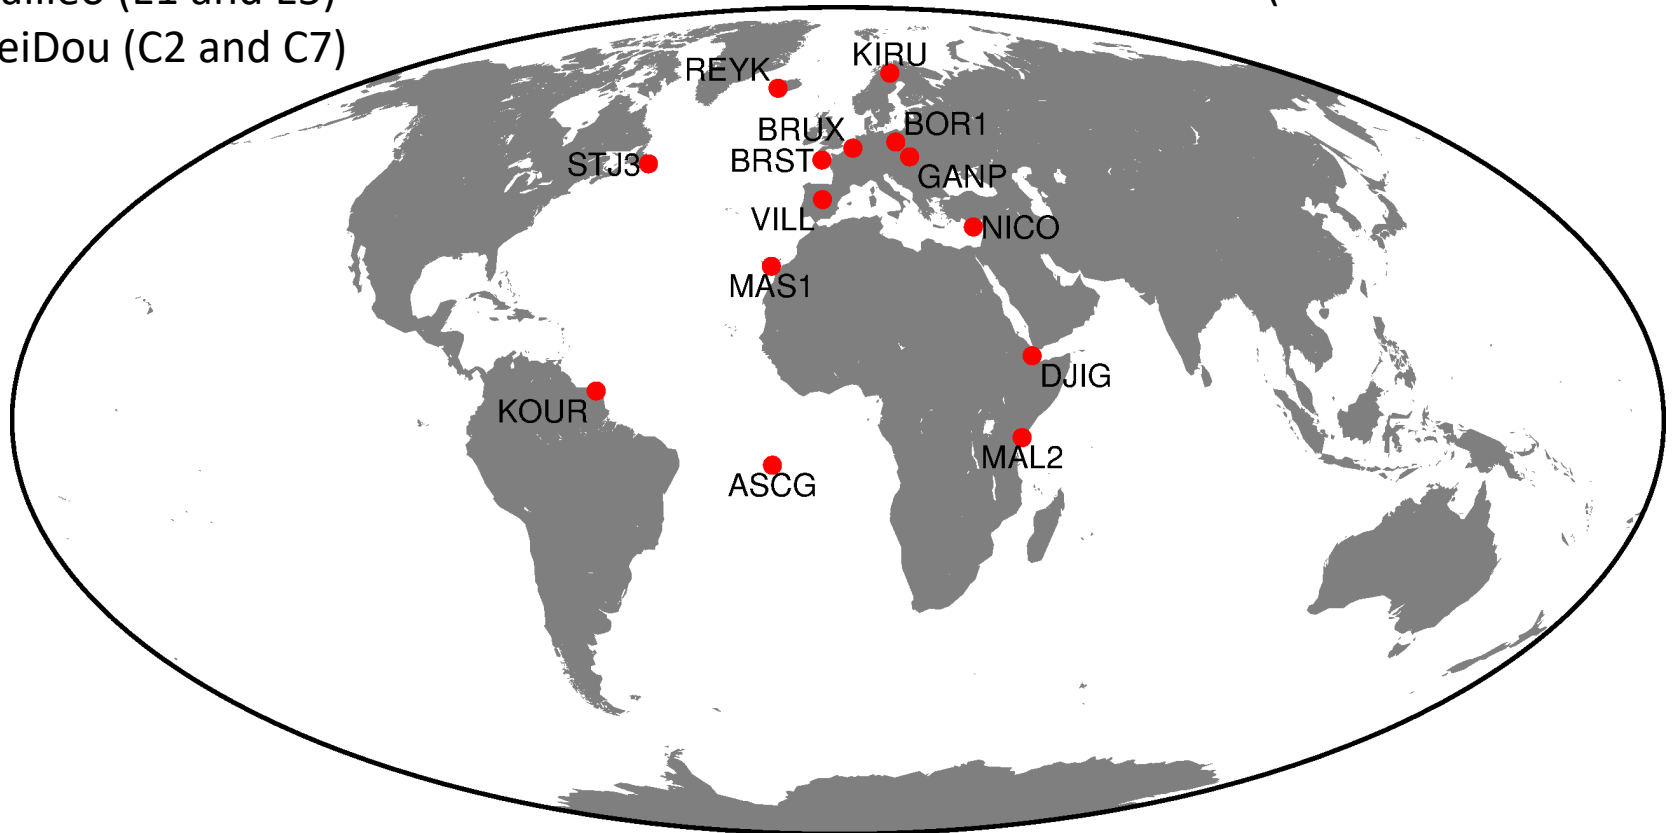 eiDou (C2 and C7)
KIRU
REYK
BOR1
BRUX
BRST
STJ3
GANP
VILL
NICO
MAS1
DJIG
KOUR
MAL2
ASCG